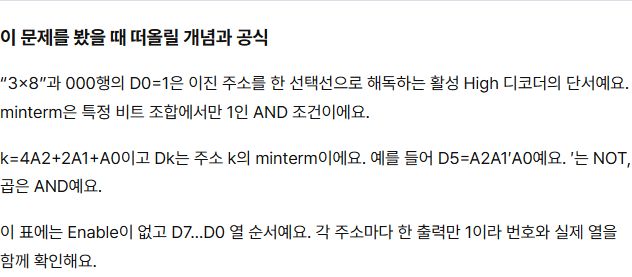 이 문제를 봤을 때 떠올릴 개념과 공식
“3×8”과 000행의 D0=1은 이진 주소를 한 선택선으로 해독하는 활성 High 디코더의 단서예요.
minterm은 특정 비트 조합에서만 1인 AND 조건이에요.
k=4A2+2A1+A0이고 Dk는 주소 k의 minterm이에요. 예를 들어 D5=A2A1′A0예요. ′는 NOT,
곱은 AND예요.
이 표에는 Enable이 없고 D7…D0 열 순서예요. 각 주소마다 한 출력만 1이라 번호와 실제 열을
함께 확인해요.